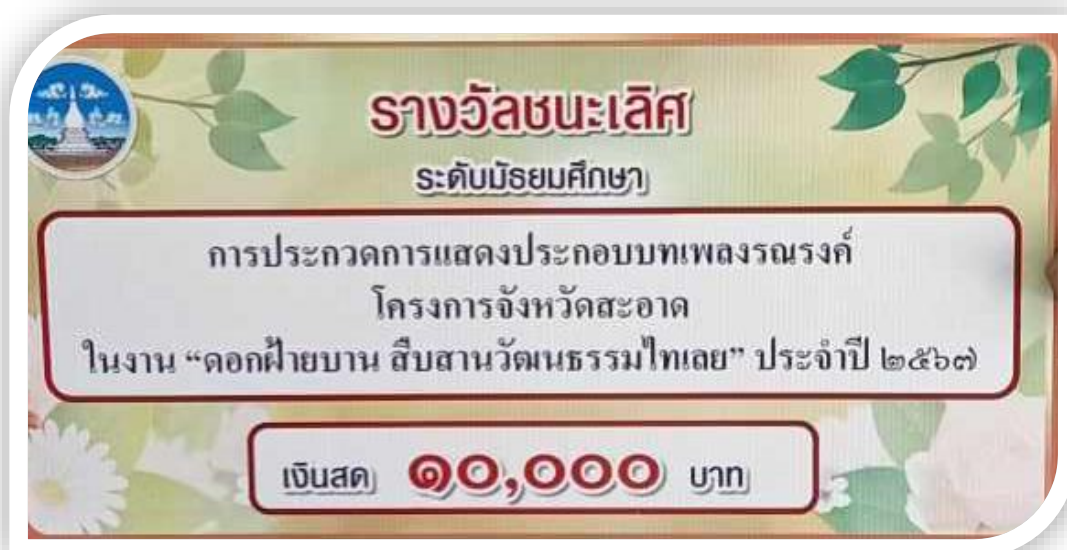 รางวัลชนะเลิศ
ระดับมัธยมศึกษา
การประกวดการแสดงประกอบบทเพลงรณรงค์
โครงการจังหวัดสะอาด
ในงาน “ดอกฝ้ายบาน สืบสานวัฒนธรรมไทเลย” ประจำปี ๒๕๖๗
เงินสด ๑๐,๐๐๐ บาท